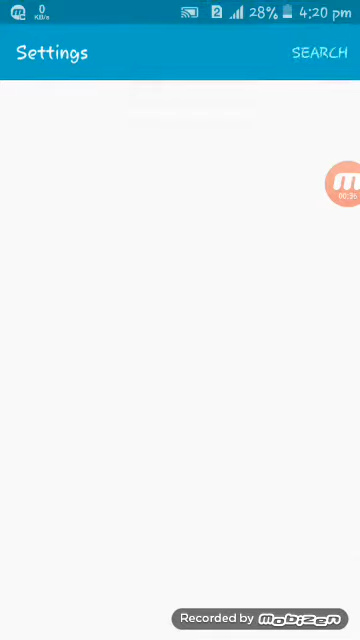 0
KB/s
2
28%
4:20 pm
Settings
SEARCH
00:36
Recorded by mobizen